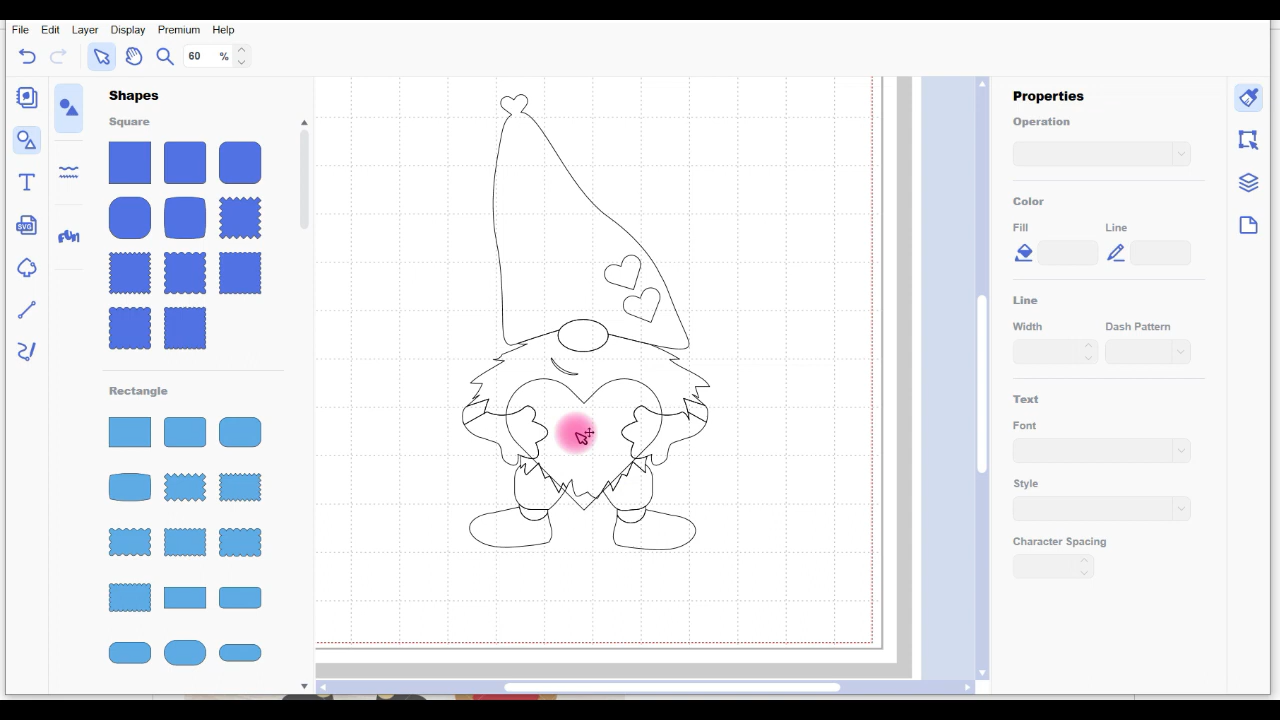 File Edit Layer Display Premium Help
60 %
Shapes
Square
Rectangle
SVG
Properties
Operation
Color
Fill Line
Line
Width Dash Pattern
Text
Font
Style
Character Spacing